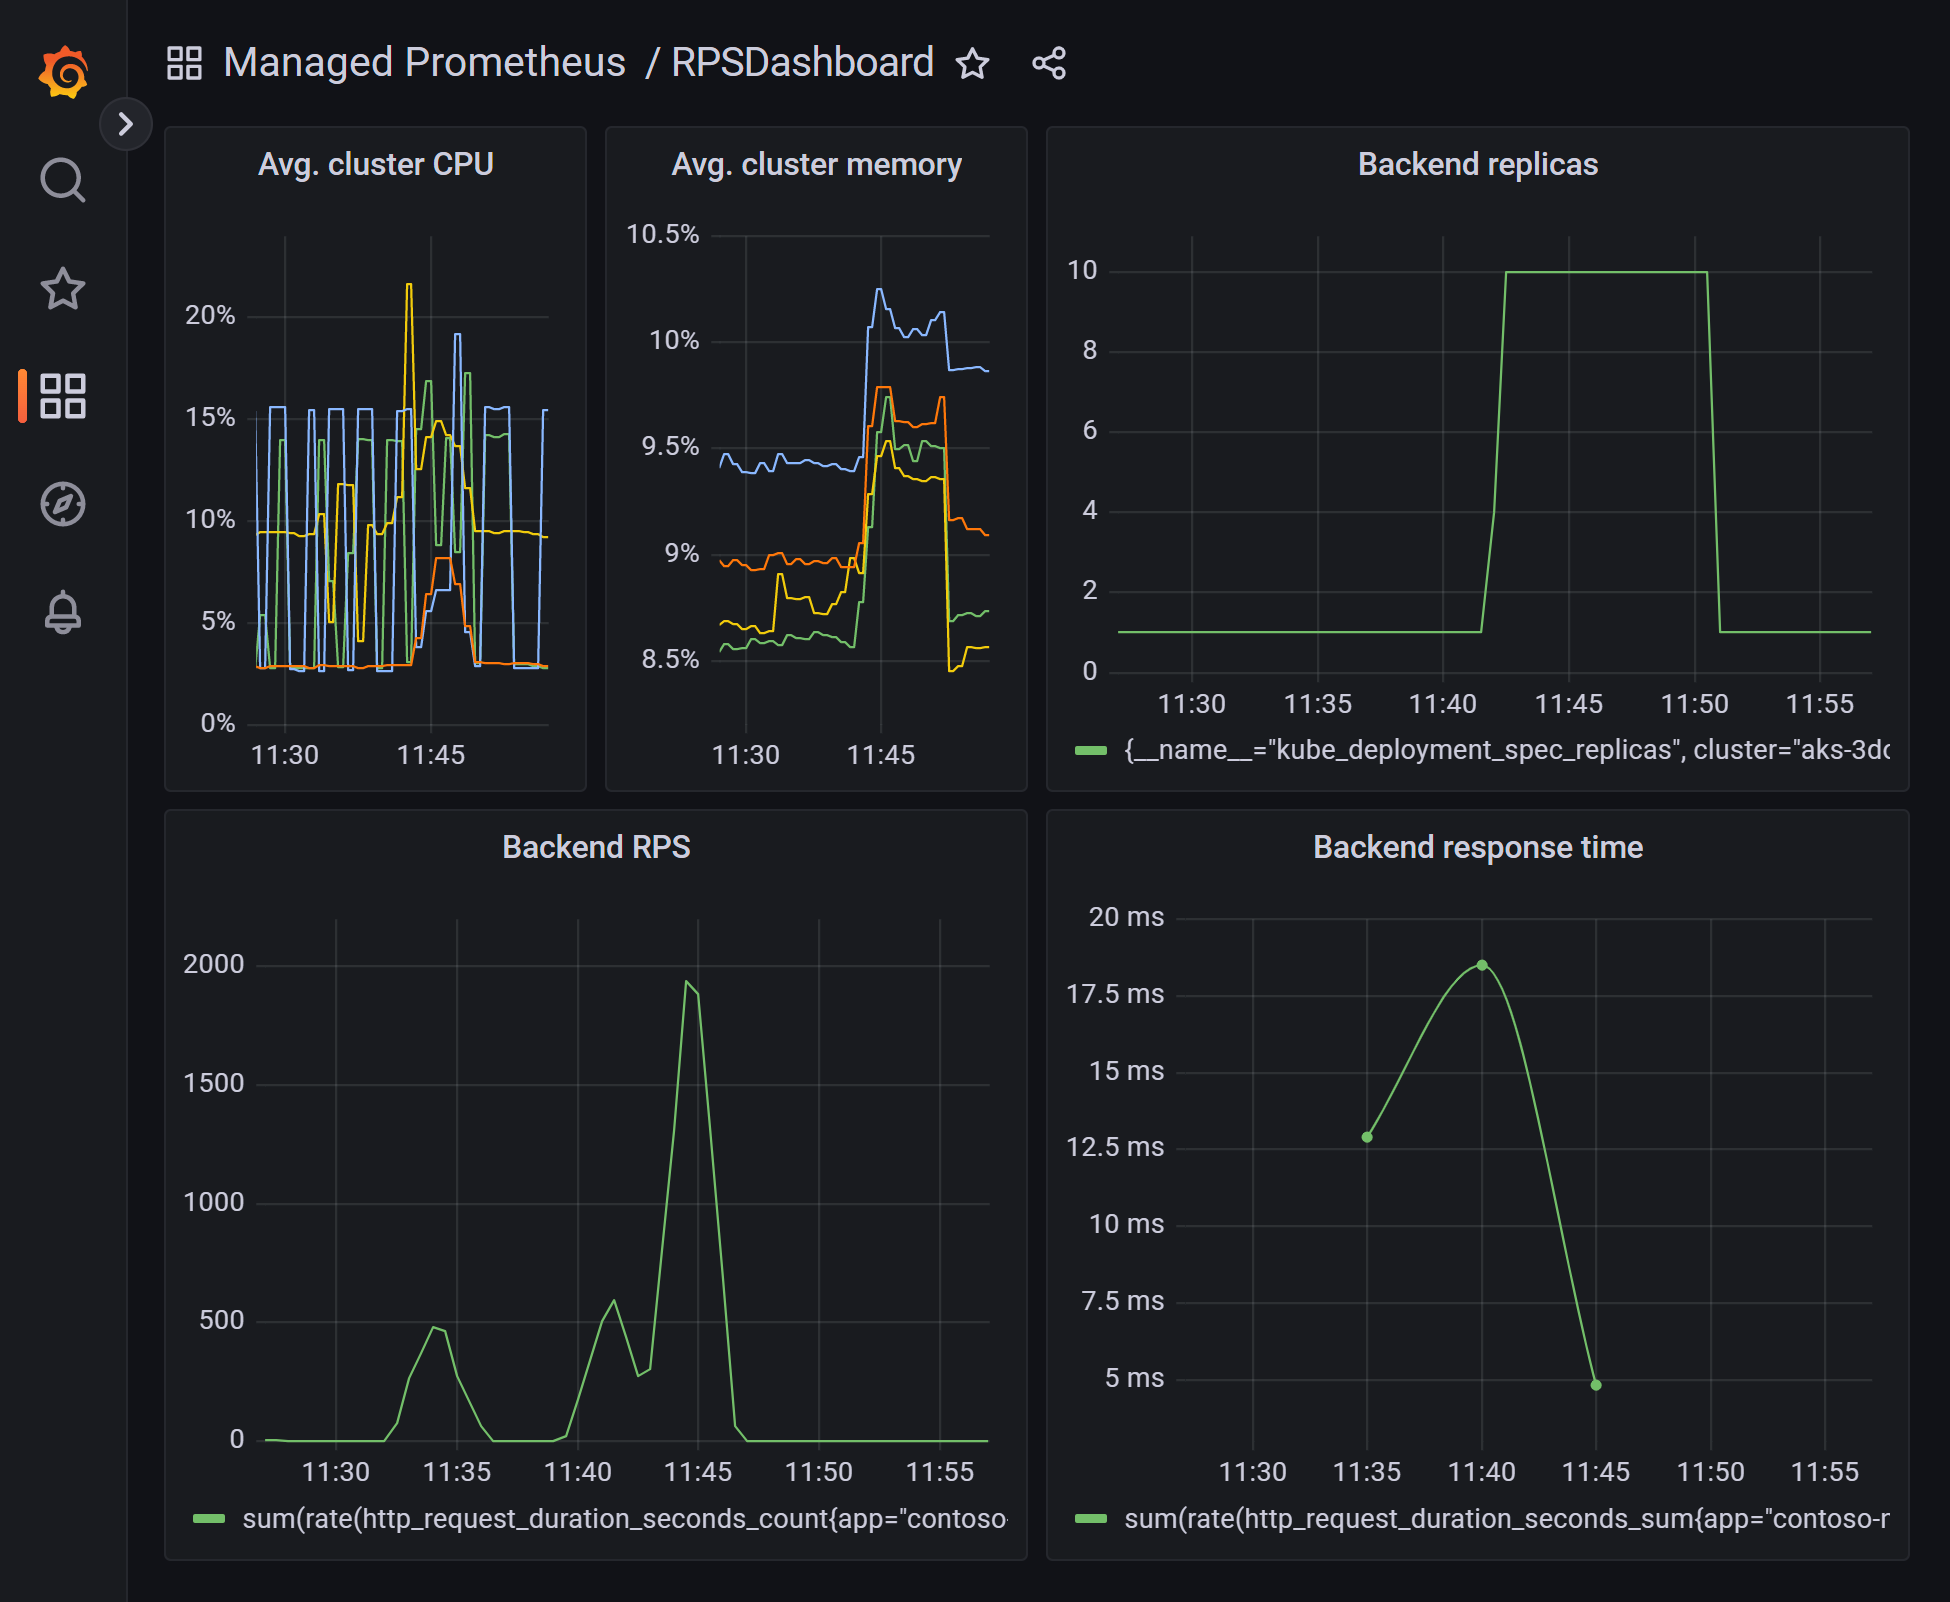 Managed Prometheus / RPSDashboard
Avg. cluster CPU
20%
15%
10%
5%
0%
11:30 11:45
Avg. cluster memory
10.5%
10%
9.5%
9%
8.5%
11:30 11:45
Backend replicas
10
8
6
4
2
0
11:30 11:35 11:40 11:45 11:50 11:55
{__name__="kube_deployment_spec_replicas", cluster="aks-3dc
Backend RPS
2000
1500
1000
500
0
11:30 11:35 11:40 11:45 11:50 11:55
sum(rate(http_request_duration_seconds_count{app="contoso-
Backend response time
20 ms
17.5 ms
15 ms
12.5 ms
10 ms
7.5 ms
5 ms
11:30 11:35 11:40 11:45 11:50 11:55
sum(rate(http_request_duration_seconds_sum{app="contoso-r